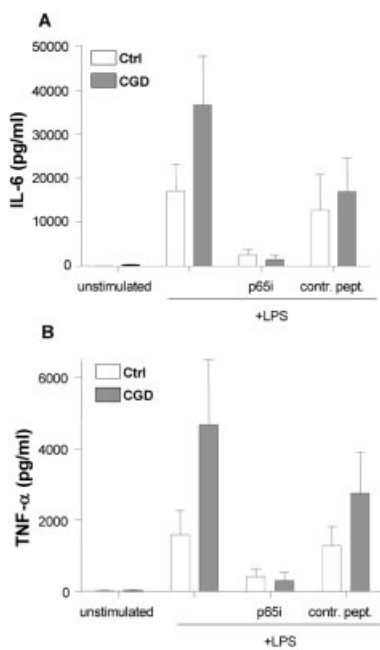 A
50000
40000
30000
20000
10000
0
IL-6 (pg/ml)
Ctrl
CGD
unstimulated p65i contr. pept.
+LPS
B
6000
4000
2000
0
TNF-α (pg/ml)
Ctrl
CGD
unstimulated p65i contr. pept.
+LPS